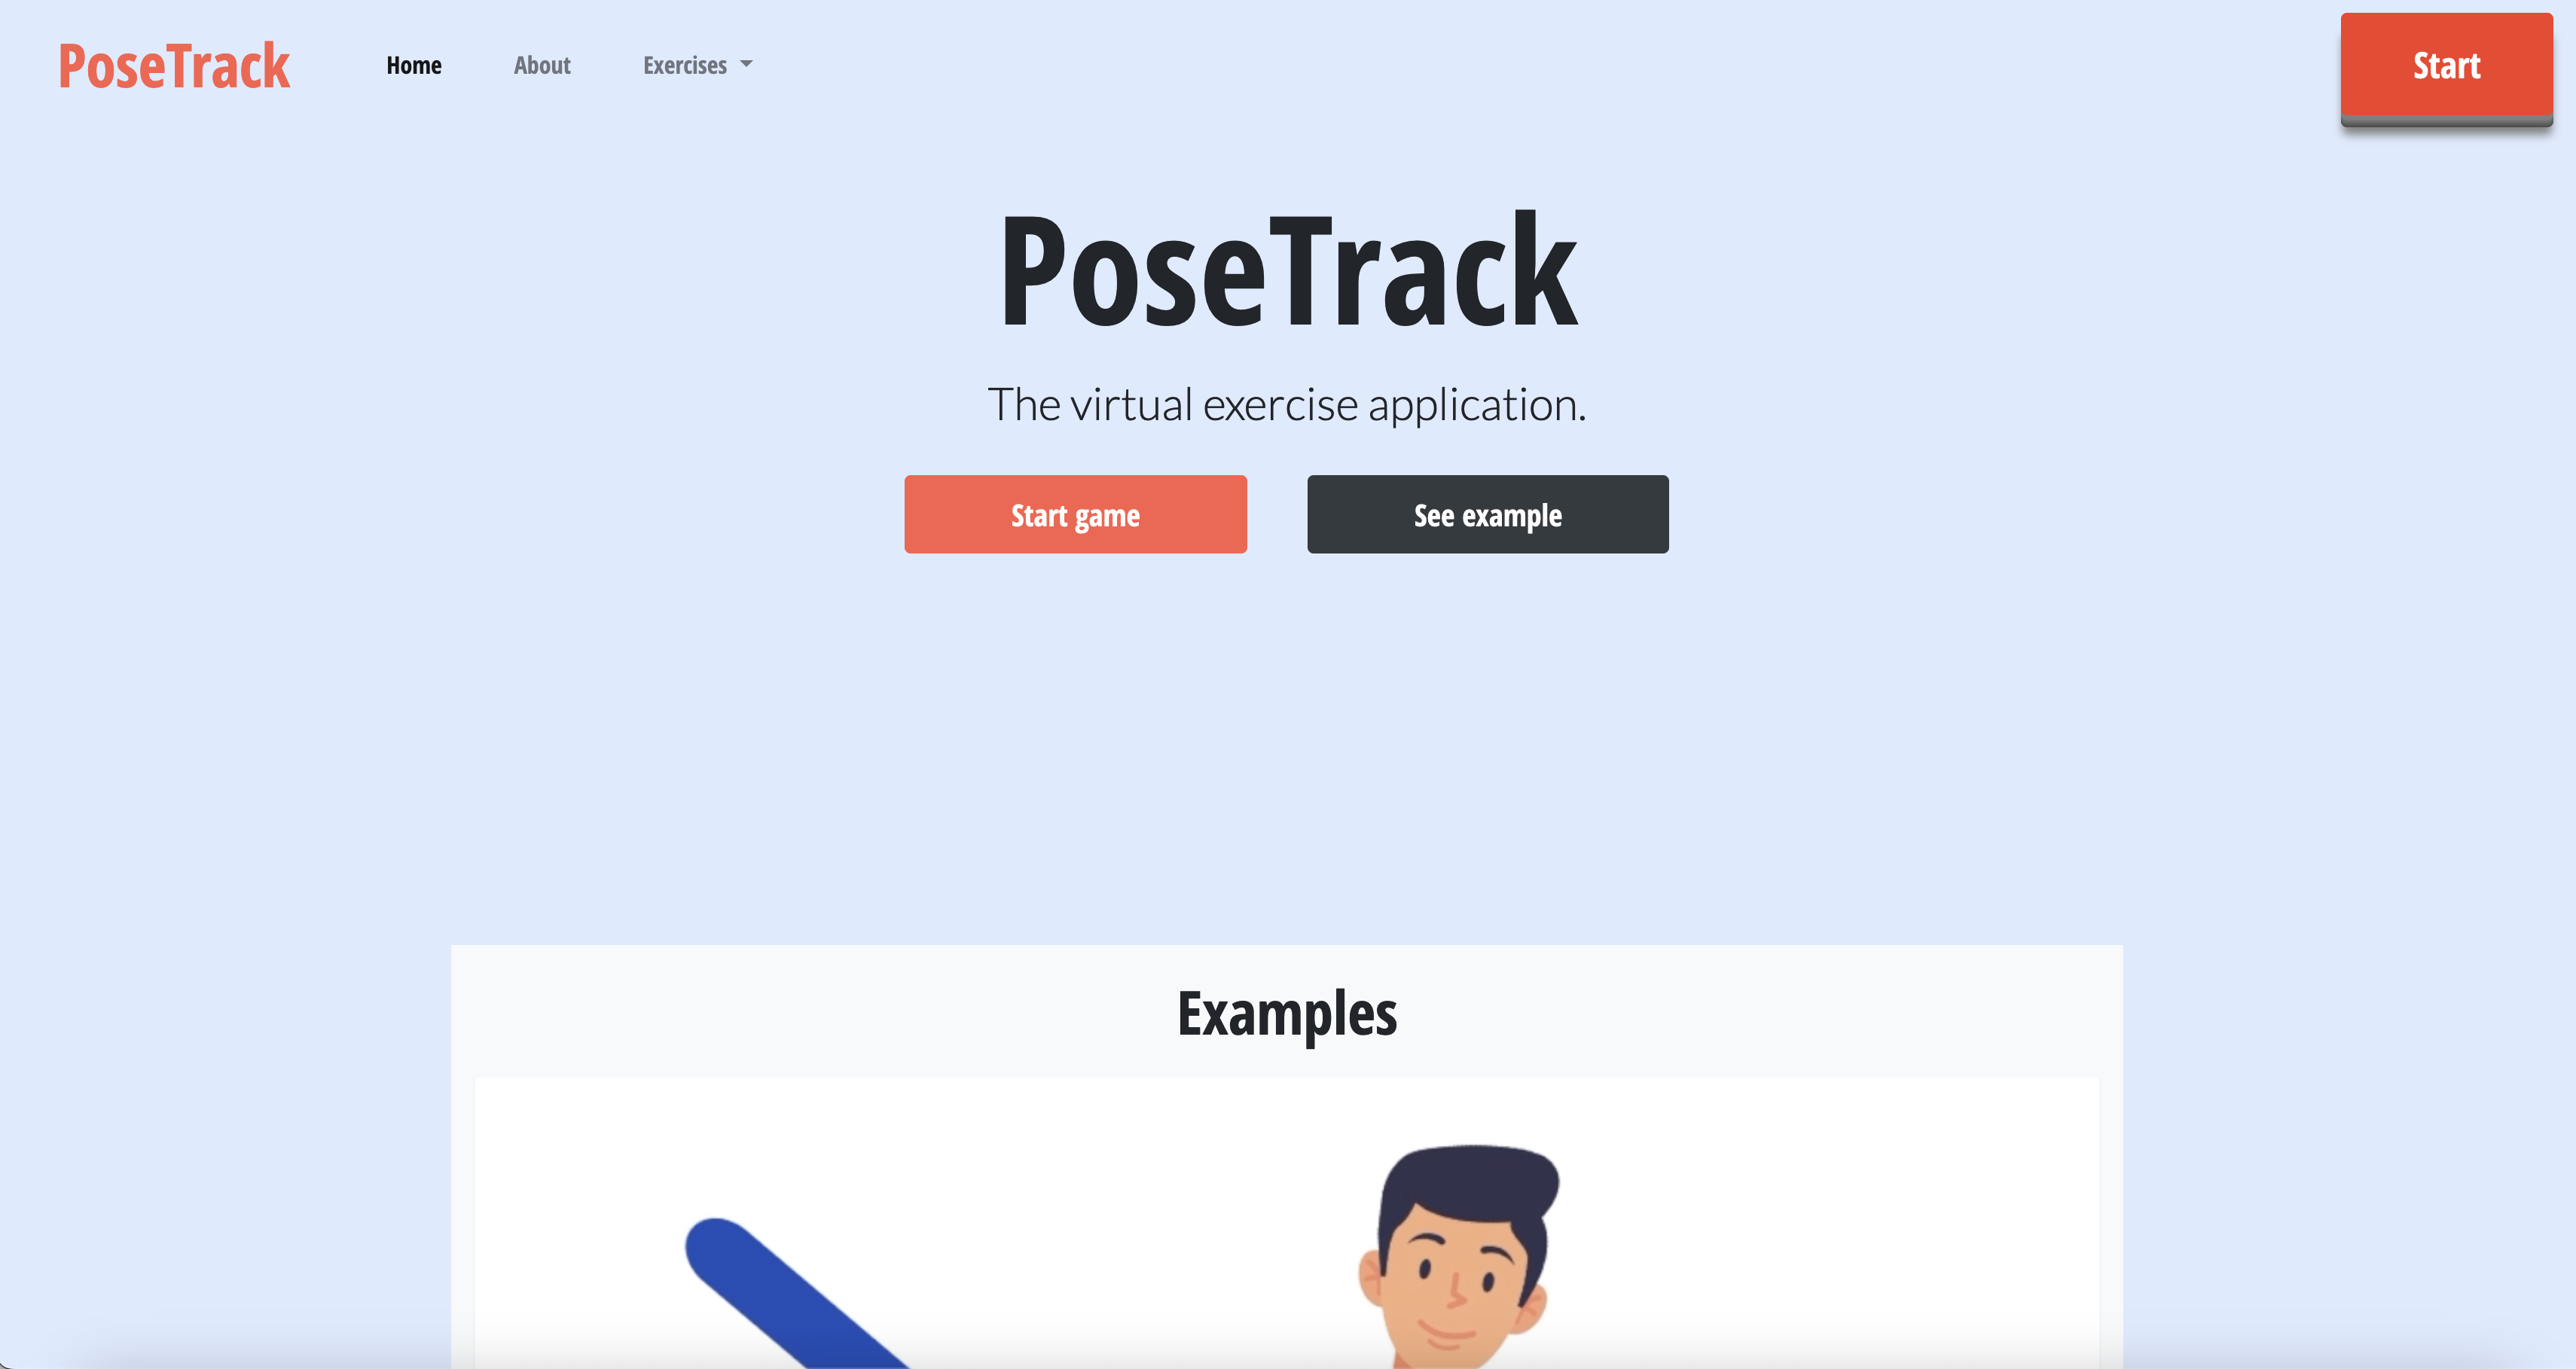 PoseTrack Home About Exercises Start
PoseTrack
The virtual exercise application.
Start game See example
Examples